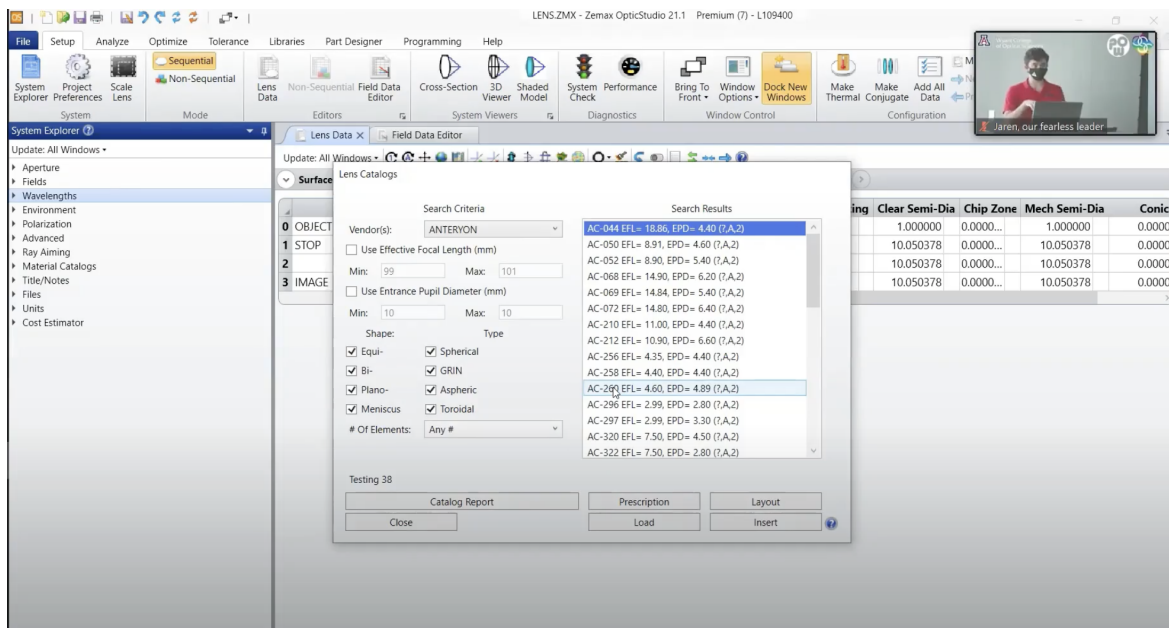 LENS.ZMX - Zemax OpticStudio 21.1 Premium (7) - L109400
File Setup Analyze Optimize Tolerance Libraries Part Designer Programming Help
System Explorer
Project Preferences
Scale Lens
System
Sequential
Non-Sequential
Mode
Lens Data
Non-Sequential
Field Data Editor
Editors
Cross-Section
3D Viewer
Shaded Model
System Viewers
System Check
Performance
Diagnostics
Bring To Front
Window Options
Dock New Windows
Window Control
Make Thermal
Make Conjugate
Add All Data
Configuration
Jaren, our fearless leader
System Explorer
Update: All Windows
Aperture
Fields
Wavelengths
Environment
Polarization
Advanced
Ray Aiming
Material Catalogs
Title/Notes
Files
Units
Cost Estimator
Lens Data Field Data Editor
Update: All Windows
Surface
ing Clear Semi-Dia Chip Zone Mech Semi-Dia Conic
0 OBJECT 1.000000 0.0000... 1.000000 0.0000
1 STOP 10.050378 0.0000... 10.050378 0.0000
2 10.050378 0.0000... 10.050378 0.0000
3 IMAGE 10.050378 0.0000... 10.050378 0.0000
Lens Catalogs
Search Criteria
Vendor(s): ANTERYON
Use Effective Focal Length (mm)
Min: 99 Max: 101
Use Entrance Pupil Diameter (mm)
Min: 10 Max: 10
Shape: Type
Equi- Spherical
Bi- GRIN
Plano- Aspheric
Meniscus Toroidal
# Of Elements: Any #
Search Results
AC-044 EFL= 18.86, EPD= 4.40 (?,A,2)
AC-050 EFL= 8.91, EPD= 4.60 (?,A,2)
AC-052 EFL= 8.90, EPD= 5.40 (?,A,2)
AC-068 EFL= 14.90, EPD= 6.20 (?,A,2)
AC-069 EFL= 14.84, EPD= 5.40 (?,A,2)
AC-072 EFL= 14.80, EPD= 6.40 (?,A,2)
AC-210 EFL= 11.00, EPD= 4.40 (?,A,2)
AC-212 EFL= 10.90, EPD= 6.60 (?,A,2)
AC-256 EFL= 4.35, EPD= 4.40 (?,A,2)
AC-258 EFL= 4.40, EPD= 4.40 (?,A,2)
AC-260 EFL= 4.60, EPD= 4.89 (?,A,2)
AC-296 EFL= 2.99, EPD= 2.80 (?,A,2)
AC-297 EFL= 2.99, EPD= 3.30 (?,A,2)
AC-320 EFL= 7.50, EPD= 4.50 (?,A,2)
AC-322 EFL= 7.50, EPD= 2.80 (?,A,2)
Testing 38
Catalog Report Prescription Layout
Close Load Insert